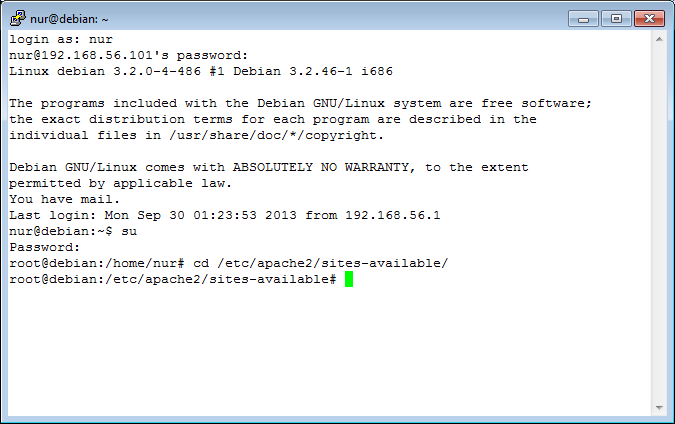 nur@debian: ~
login as: nur
nur@192.168.56.101's password:
Linux debian 3.2.0-4-486 #1 Debian 3.2.46-1 i686
The programs included with the Debian GNU/Linux system are free software;
the exact distribution terms for each program are described in the
individual files in /usr/share/doc/*/copyright.
Debian GNU/Linux comes with ABSOLUTELY NO WARRANTY, to the extent
permitted by applicable law.
You have mail.
Last login: Mon Sep 30 01:23:53 2013 from 192.168.56.1
nur@debian:~$ su
Password:
root@debian:/home/nur# cd /etc/apache2/sites-available/
root@debian:/etc/apache2/sites-available#